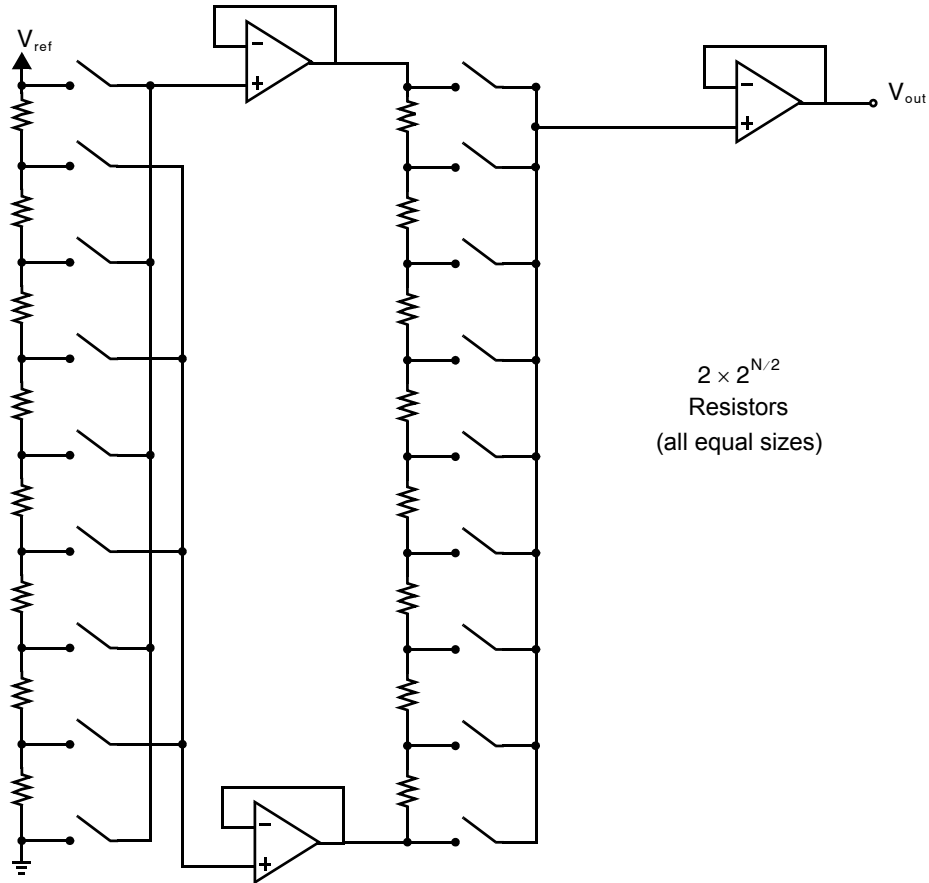 V_ref
V_out
2 × 2^N/2
Resistors
(all equal sizes)